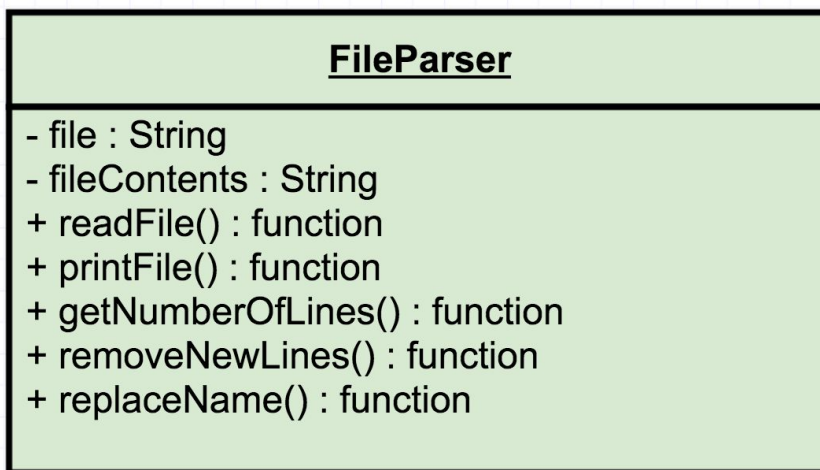 FileParser
- file : String
- fileContents : String
+ readFile() : function
+ printFile() : function
+ getNumberOfLines() : function
+ removeNewLines() : function
+ replaceName() : function